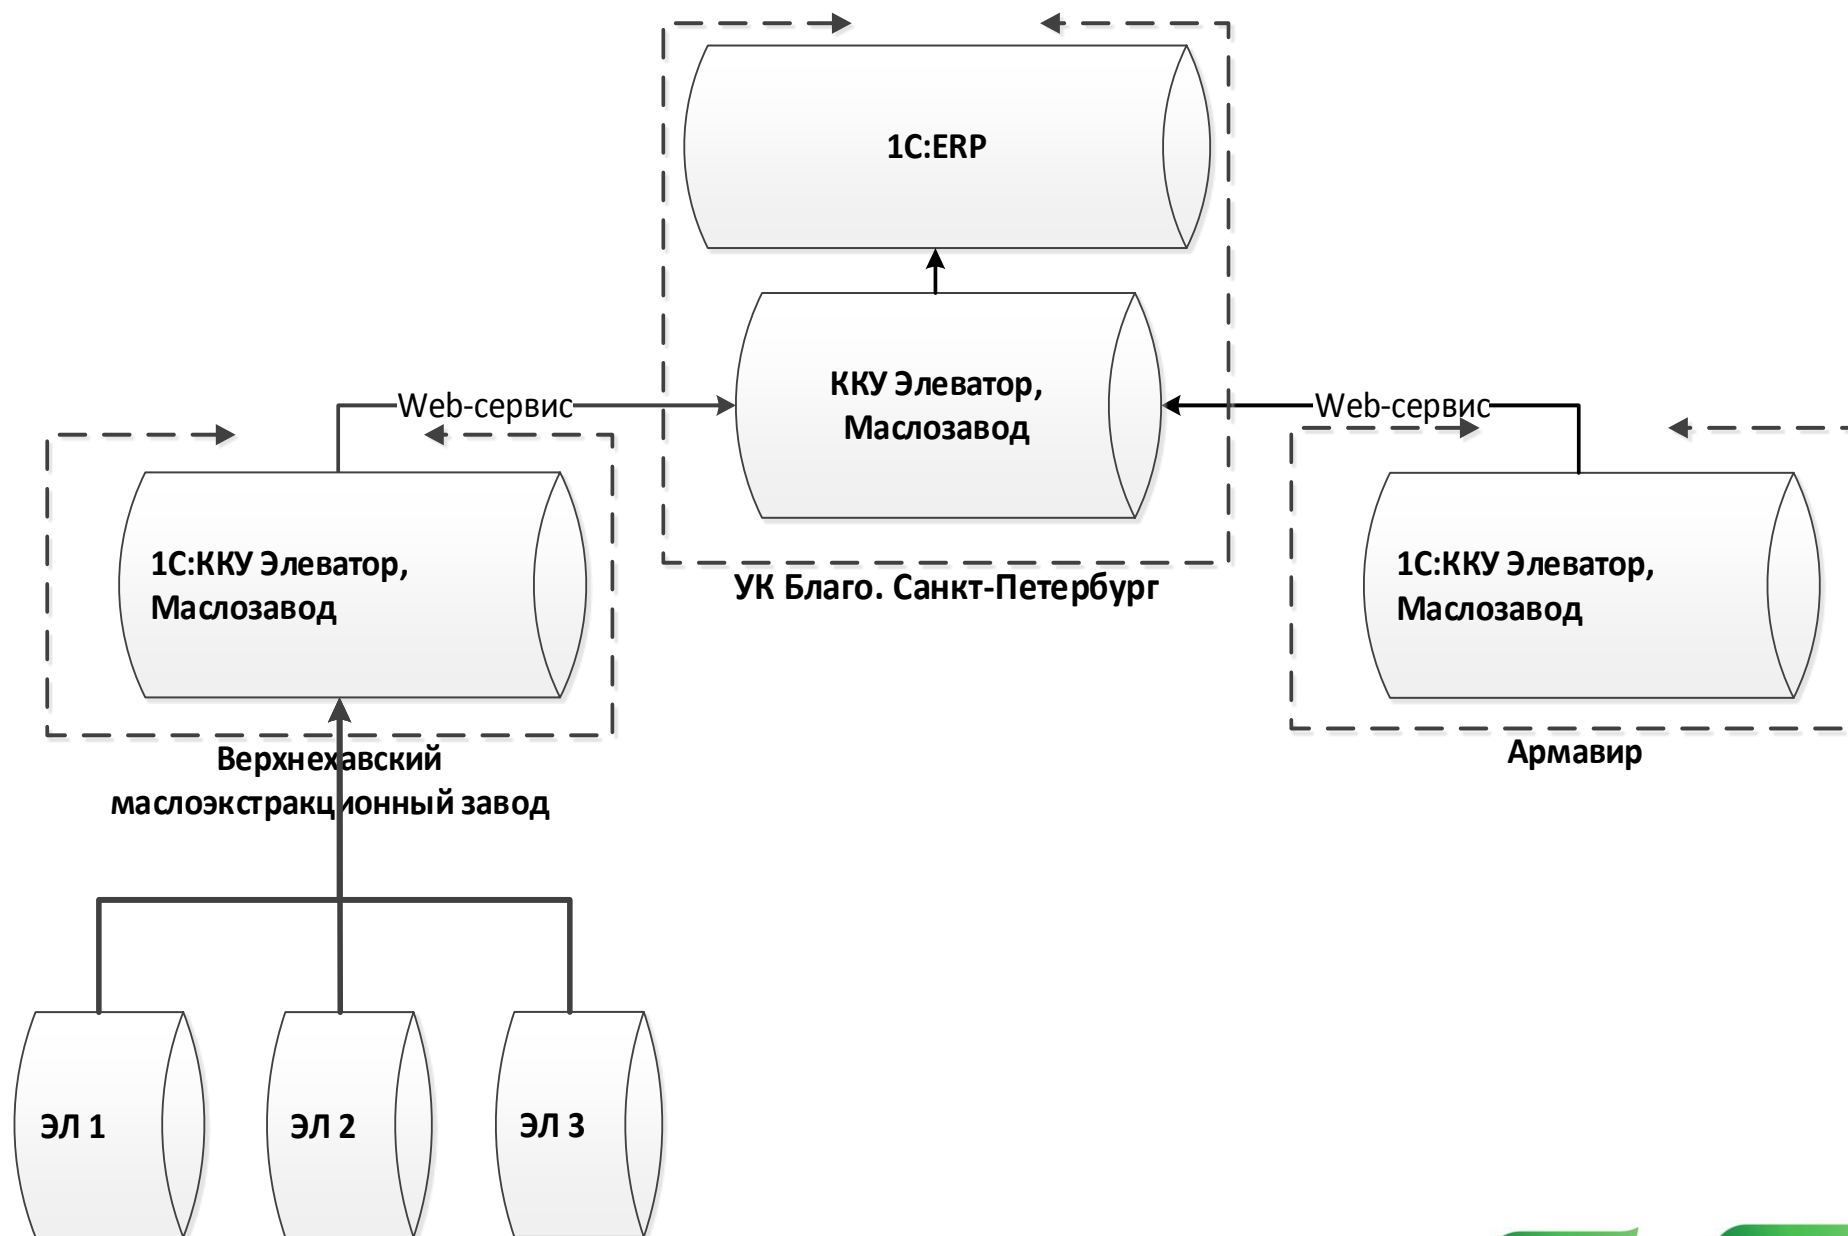 1С:ERP
ККУ Элеватор,
Маслозавод
Web-сервис
Web-сервис
1С:ККУ Элеватор,
Маслозавод
УК Благо. Санкт-Петербург
1С:ККУ Элеватор,
Маслозавод
Верхнехавский
маслоэкстракционный завод
Армавир
ЭЛ 1
ЭЛ 2
ЭЛ 3